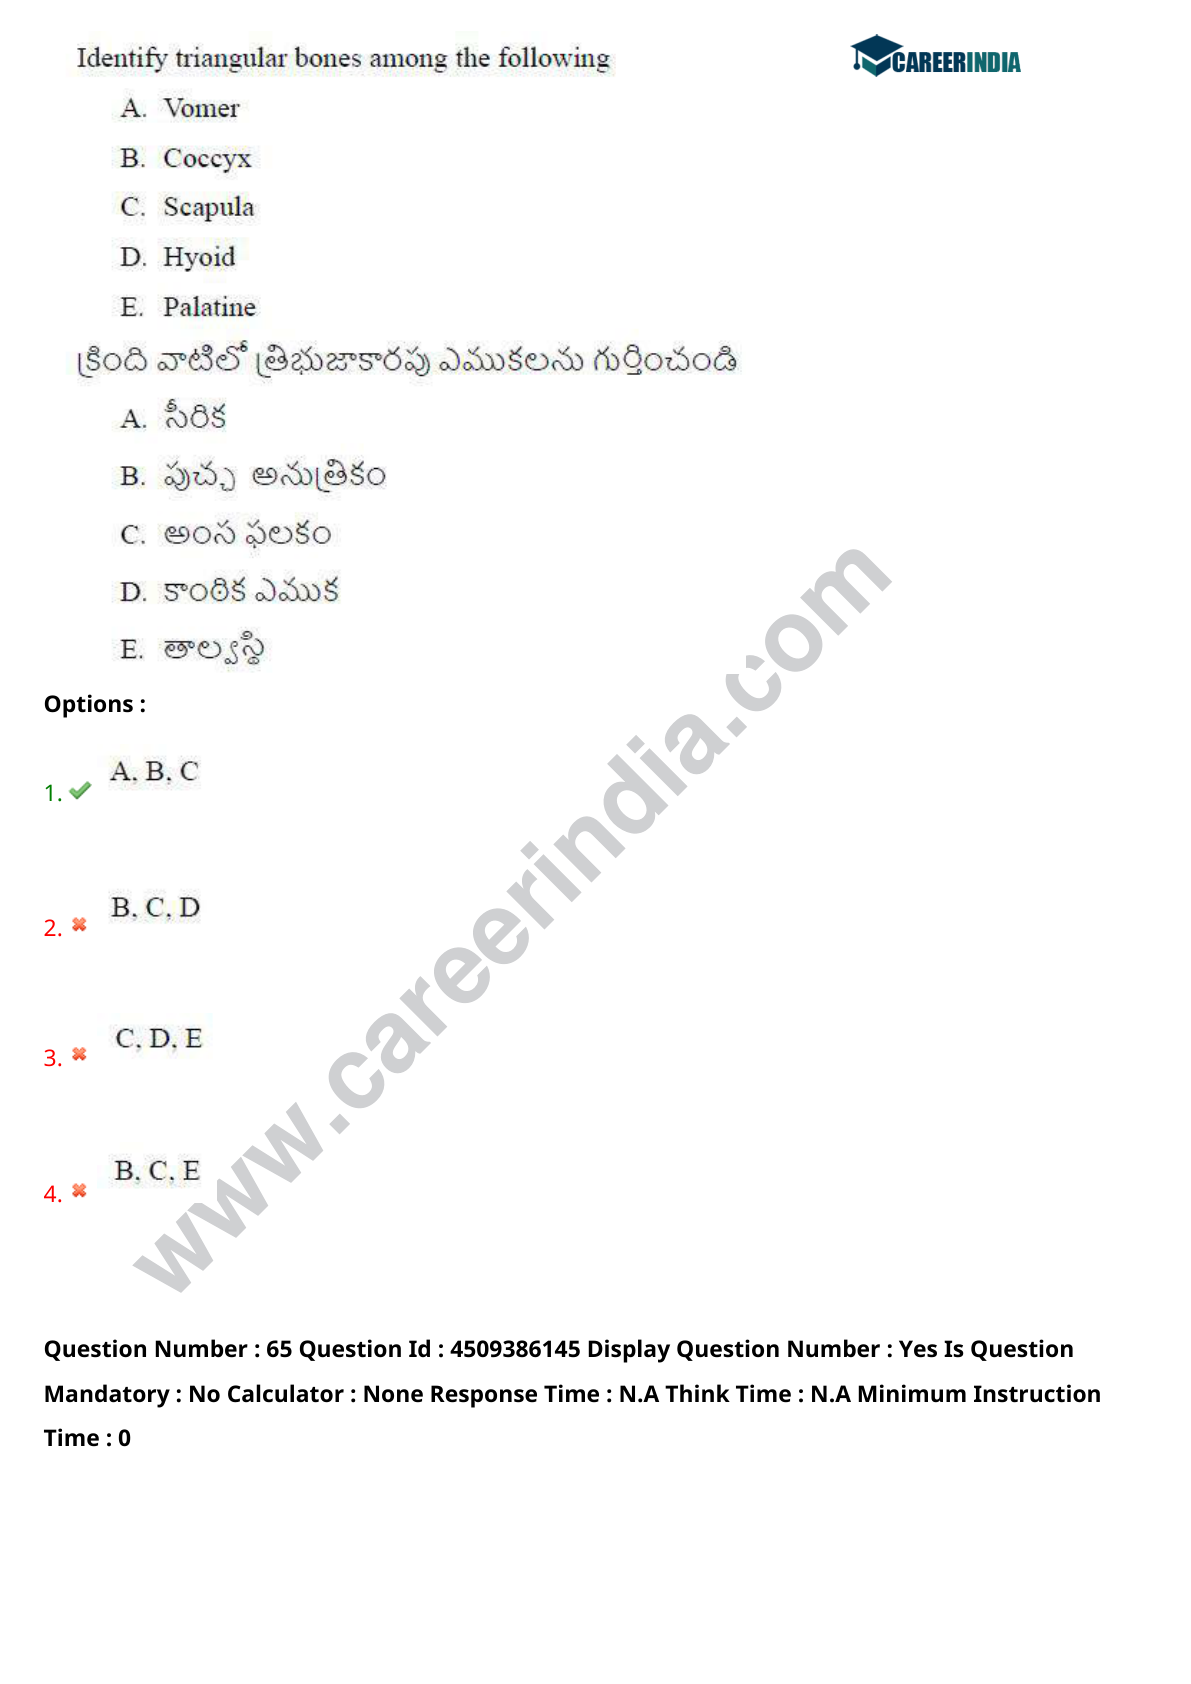 Identify triangular bones among the following
CAREERINDIA
A. Vomer
B. Coccyx
C. Scapula
D. Hyoid
E. Palatine
క్రింది వాటిలో త్రిభుజాకారపు ఎముకలను గుర్తించండి
A. సీరిక
B. పుచ్ఛ అనుత్రికం
C. అంస ఫలకం
D. కాంఠిక ఎముక
E. తాల్వస్థి
Options :
1. A, B, C
2. B, C, D
3. C, D, E
4. B, C, E
www.careerindia.com
Question Number : 65 Question Id : 4509386145 Display Question Number : Yes Is Question
Mandatory : No Calculator : None Response Time : N.A Think Time : N.A Minimum Instruction
Time : 0